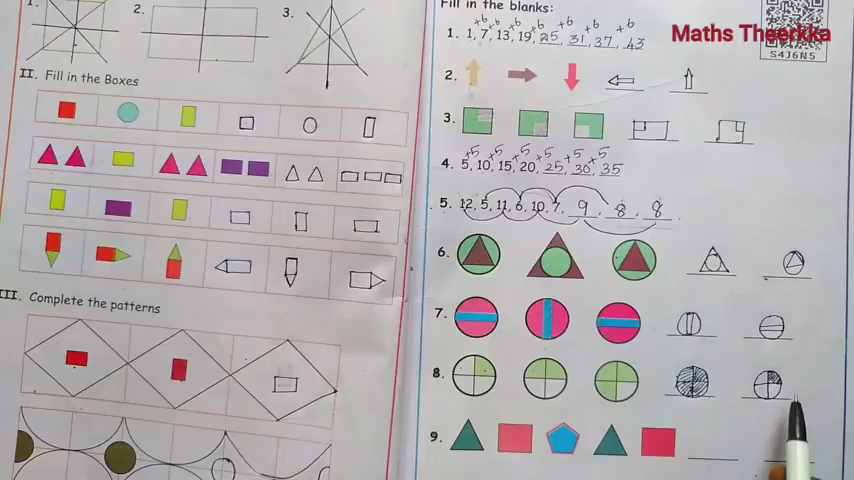 1.
2.
3.
II. Fill in the Boxes
III. Complete the patterns
Fill in the blanks:
+6 +6 +6 +6 +6 +6 +6
1. 1, 7, 13, 19, 25, 31, 37, 43
Maths Theerkka
S4J6N5
2.
3.
+5 +5 +5 +5 +5 +5
4. 5, 10, 15, 20, 25, 30, 35
5. 12, 5, 11, 6, 10, 7, 9, 8, 8.
6.
7.
8.
9.